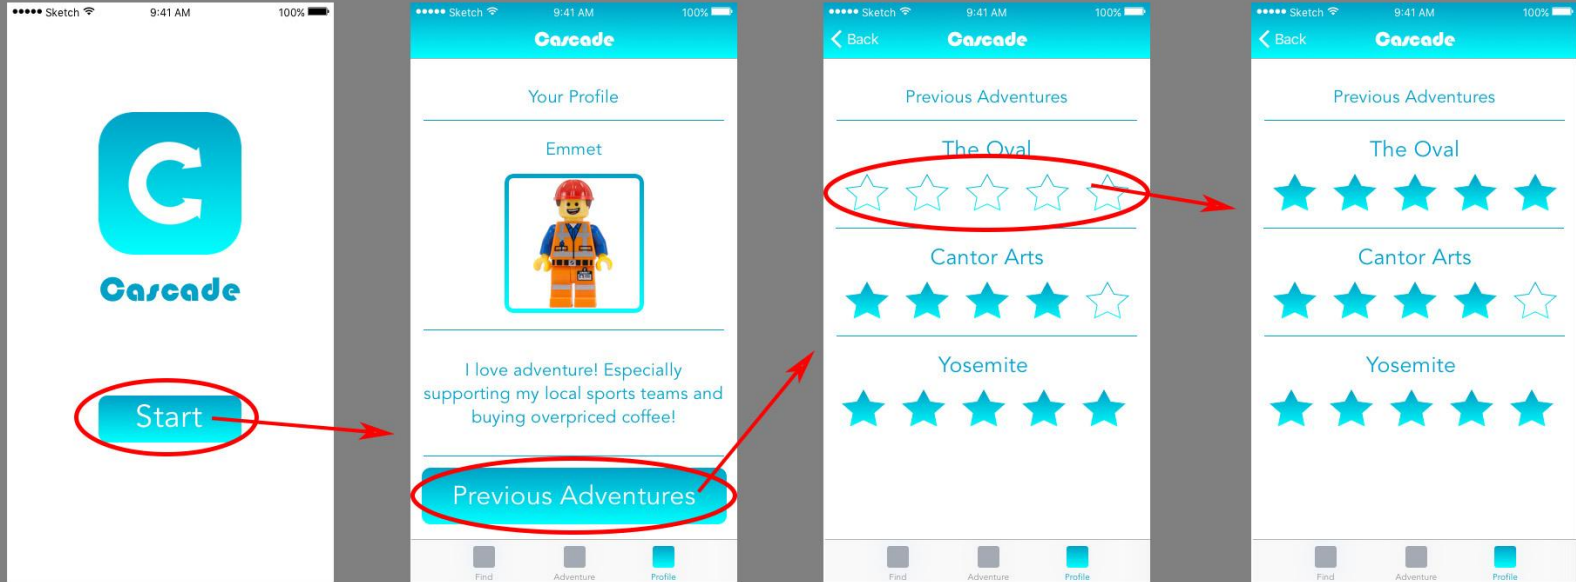 Sketch 9:41 AM 100%
Cascade
Start
Sketch 9:41 AM 100%
Cascade
Your Profile
Emmet
I love adventure! Especially
supporting my local sports teams and
buying overpriced coffee!
Previous Adventures
Find Adventure Profile
Sketch 9:41 AM 100%
Back Cascade
Previous Adventures
The Oval
Cantor Arts
Yosemite
Find Adventure Profile
Sketch 9:41 AM 100%
Back Cascade
Previous Adventures
The Oval
Cantor Arts
Yosemite
Find Adventure Profile